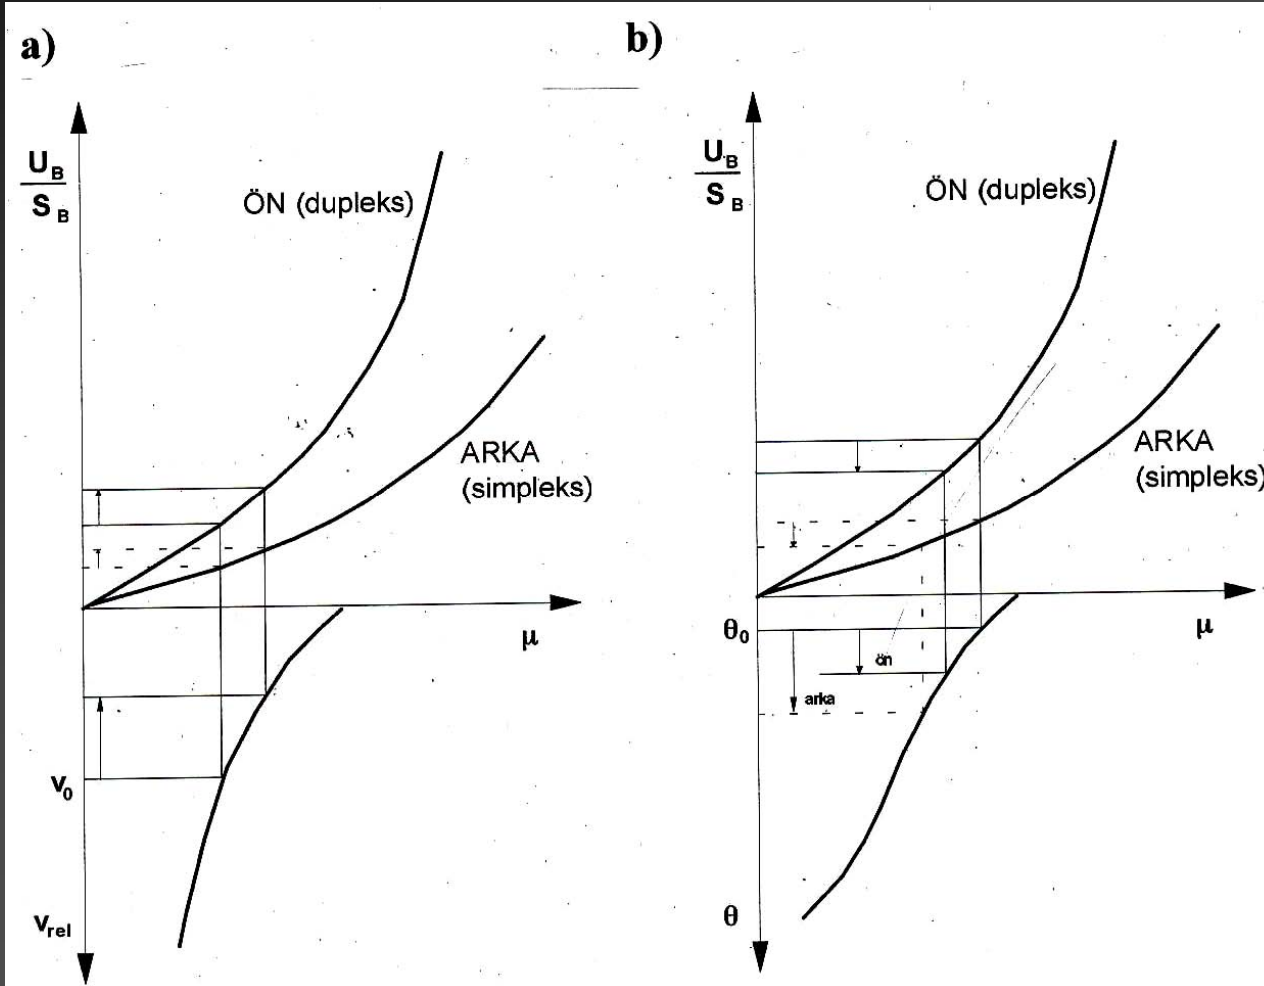 a)
U_B
S_B
ÖN (dupleks)
ARKA
(simpleks)
μ
v₀
v_rel
b)
U_B
S_B
ÖN (dupleks)
ARKA
(simpleks)
μ
θ₀
ön
arka
θ